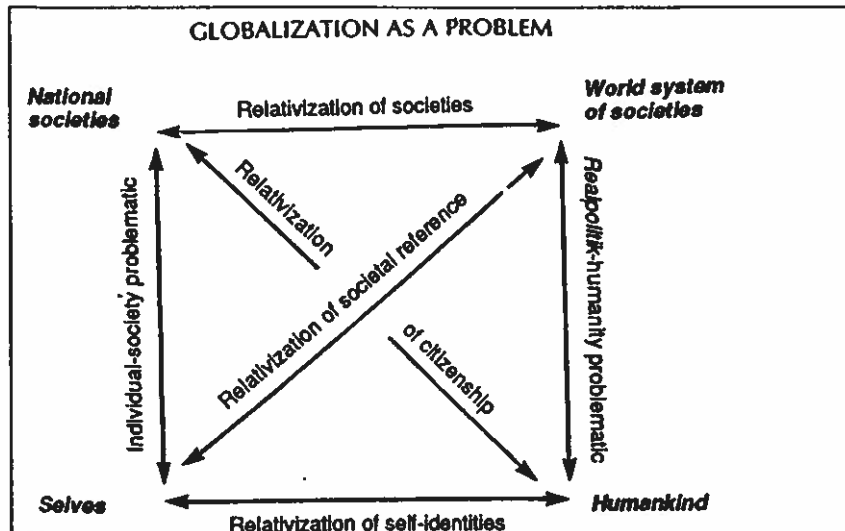 GLOBALIZATION AS A PROBLEM
National
societies
Relativization of societies
World system
of societies
Relativization
Individual-society problematic
Relativization of societal reference
Realpolitik-humanity problematic
of citizenship
Selves
Humankind
Relativization of self-identities